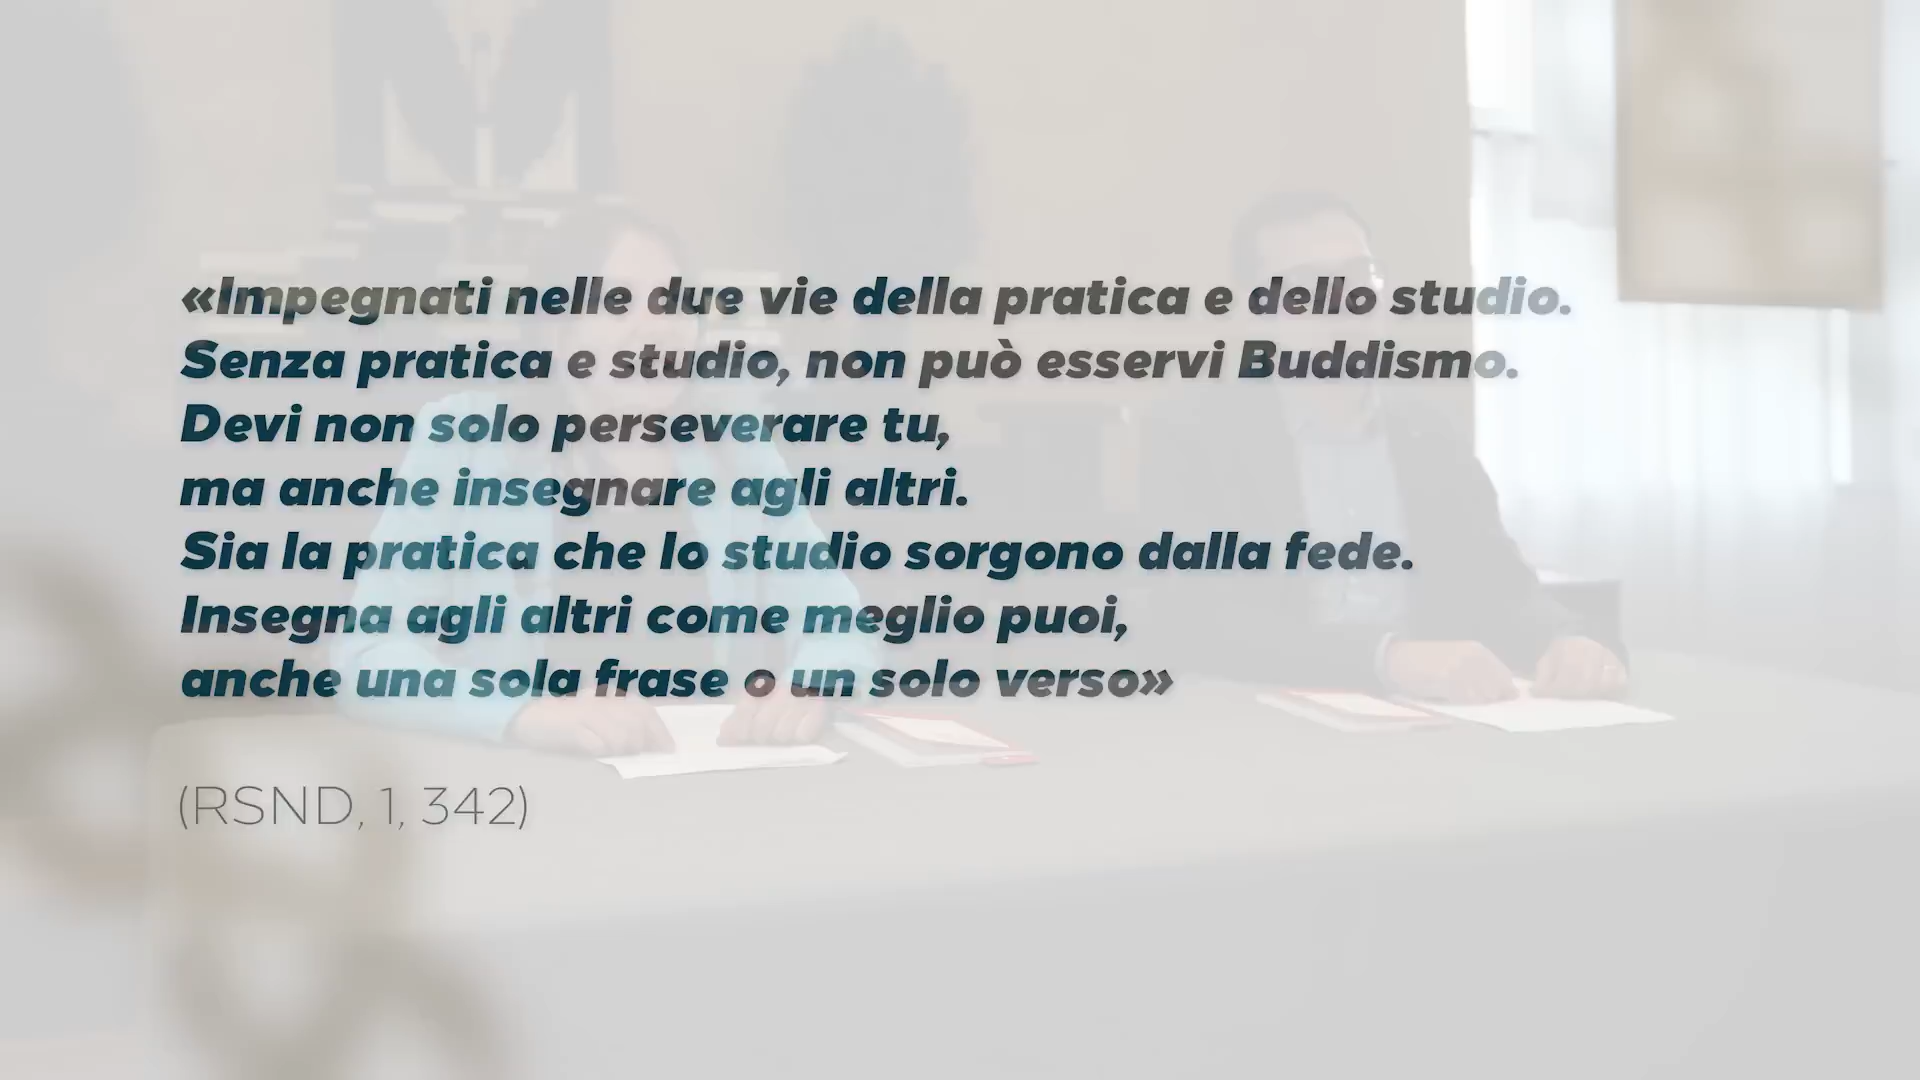 «Impegnati nelle due vie della pratica e dello studio.
Senza pratica e studio, non può esservi Buddismo.
Devi non solo perseverare tu,
ma anche insegnare agli altri.
Sia la pratica che lo studio sorgono dalla fede.
Insegna agli altri come meglio puoi,
anche una sola frase o un solo verso»
(RSND, 1, 342)